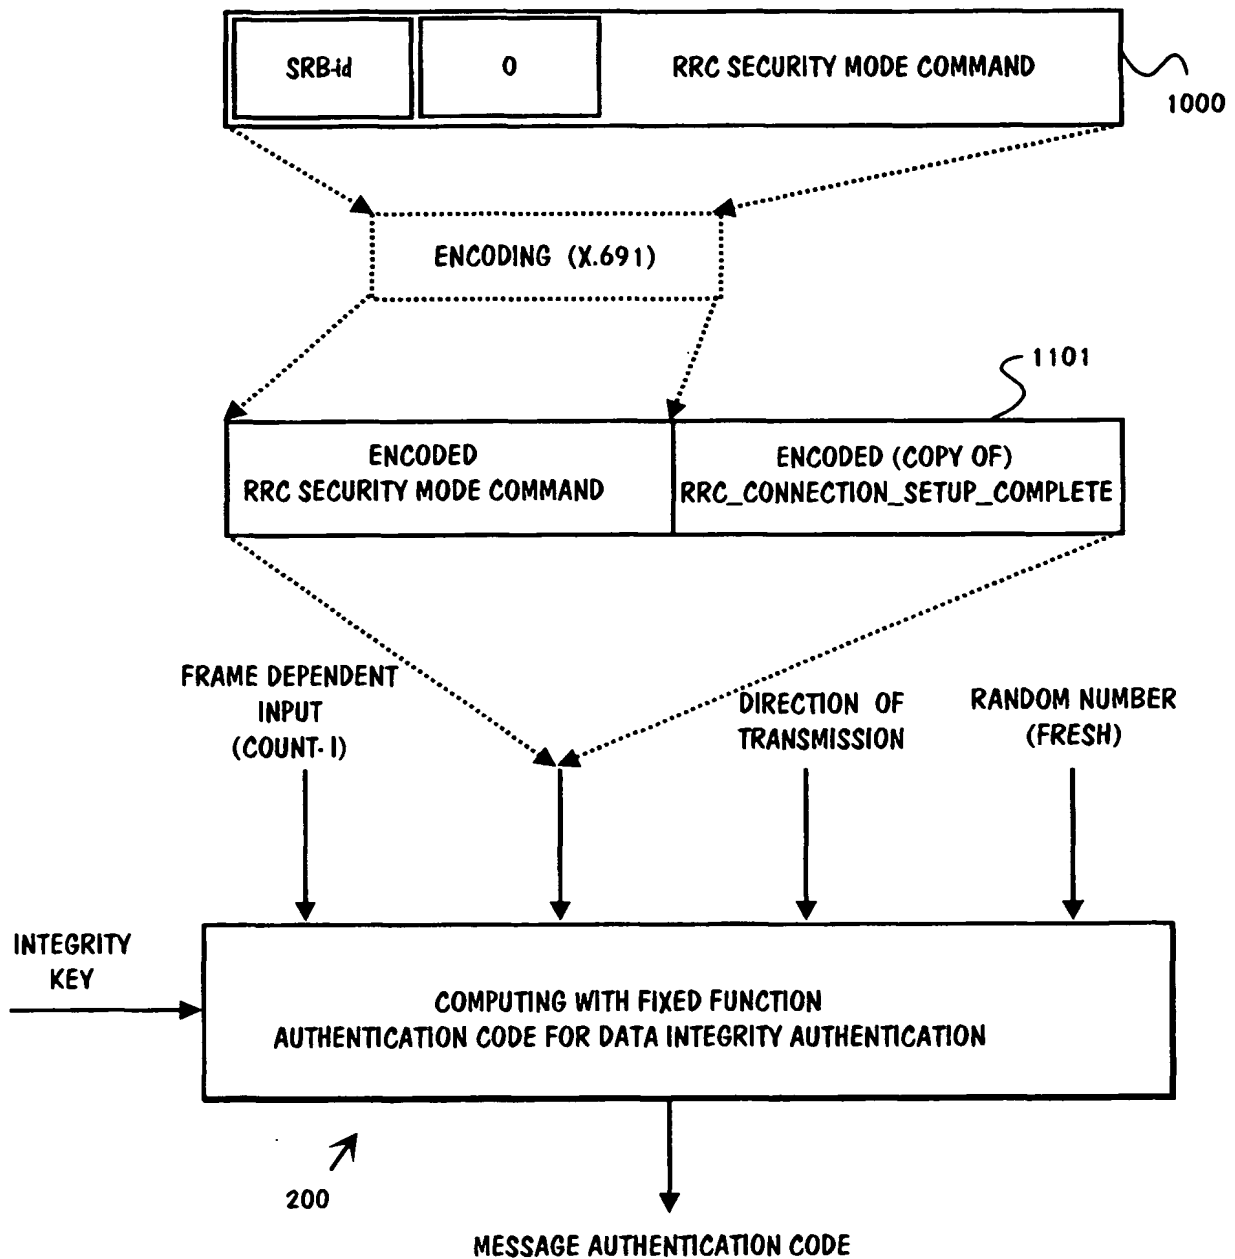 SRB-id
0
RRC SECURITY MODE COMMAND
1000
ENCODING (X.691)
1101
ENCODED
RRC SECURITY MODE COMMAND
ENCODED (COPY OF)
RRC_CONNECTION_SETUP_COMPLETE
FRAME DEPENDENT
INPUT
(COUNT-I)
DIRECTION OF
TRANSMISSION
RANDOM NUMBER
(FRESH)
INTEGRITY
KEY
COMPUTING WITH FIXED FUNCTION
AUTHENTICATION CODE FOR DATA INTEGRITY AUTHENTICATION
200
MESSAGE AUTHENTICATION CODE